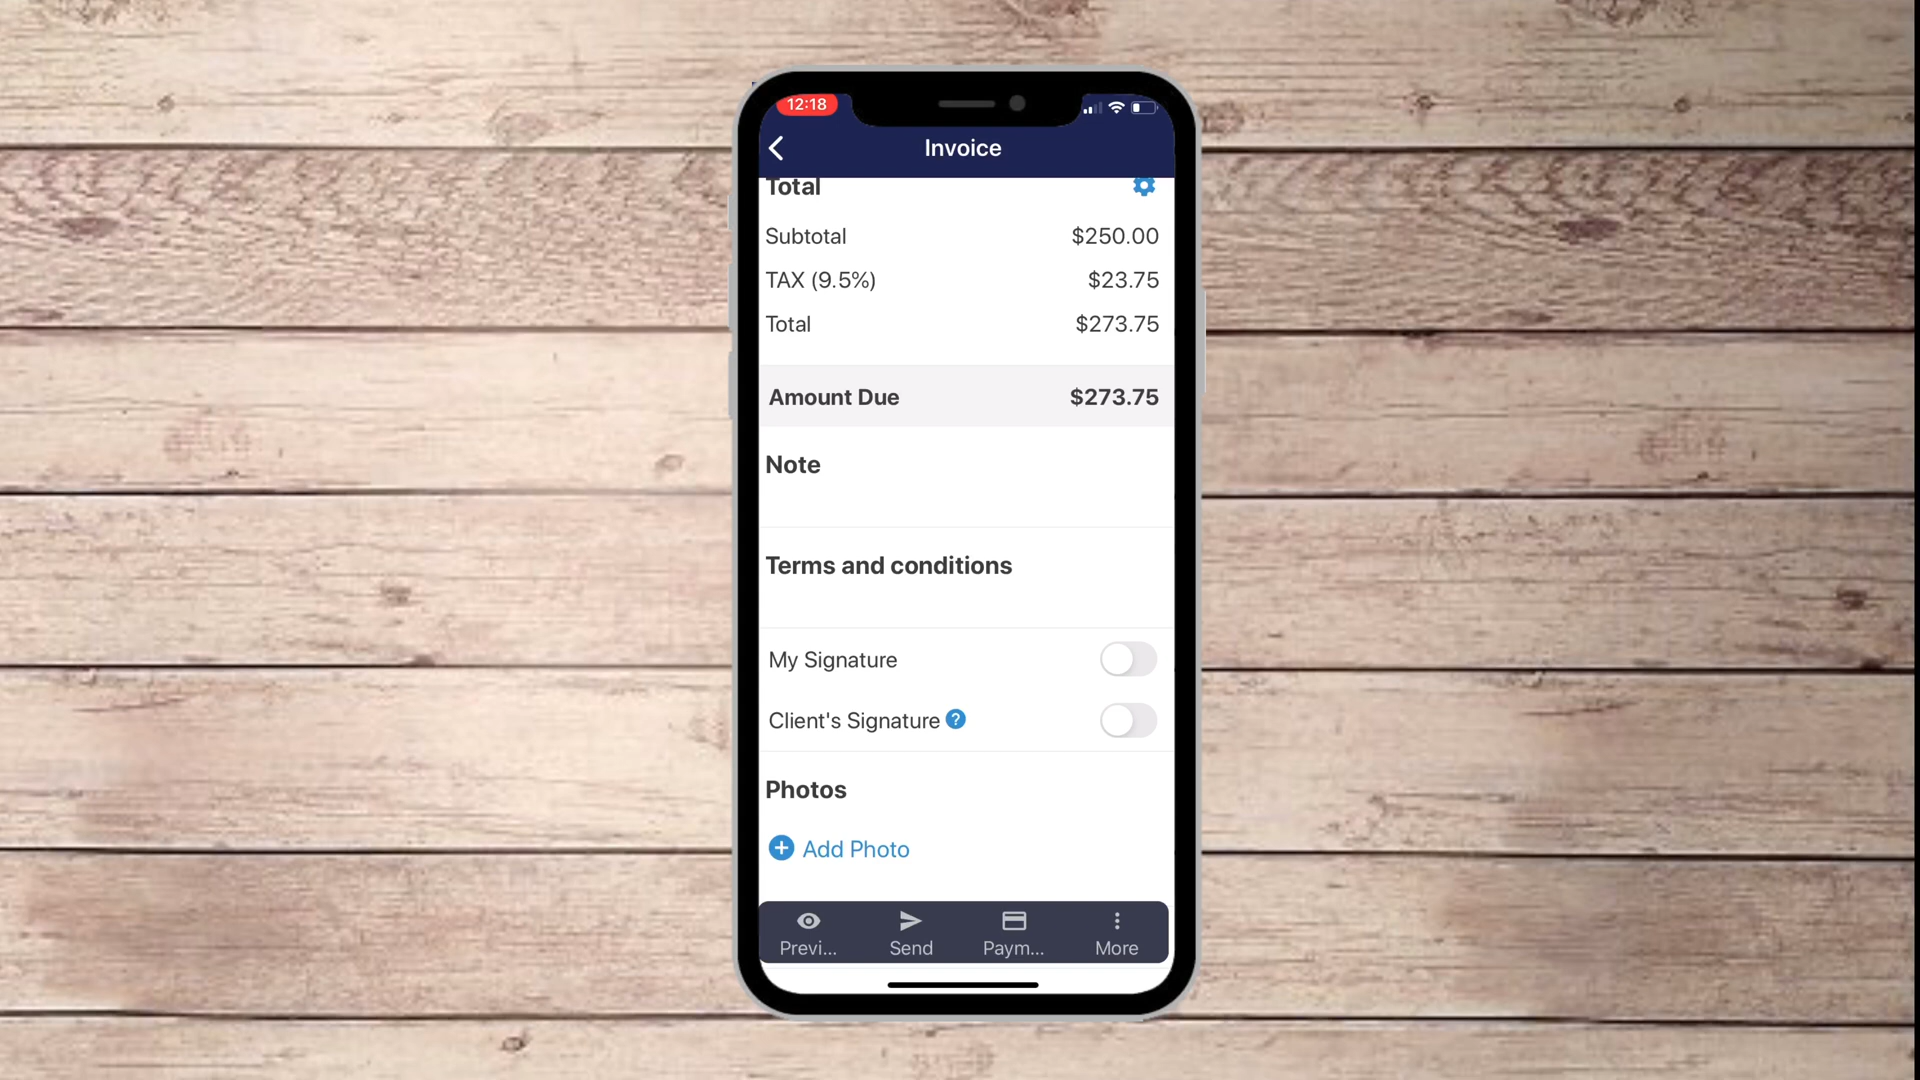 12:18
Invoice
Total
Subtotal $250.00
TAX (9.5%) $23.75
Total $273.75
Amount Due $273.75
Note
Terms and conditions
My Signature
Client's Signature ?
Photos
Add Photo
Previ... Send Paym... More